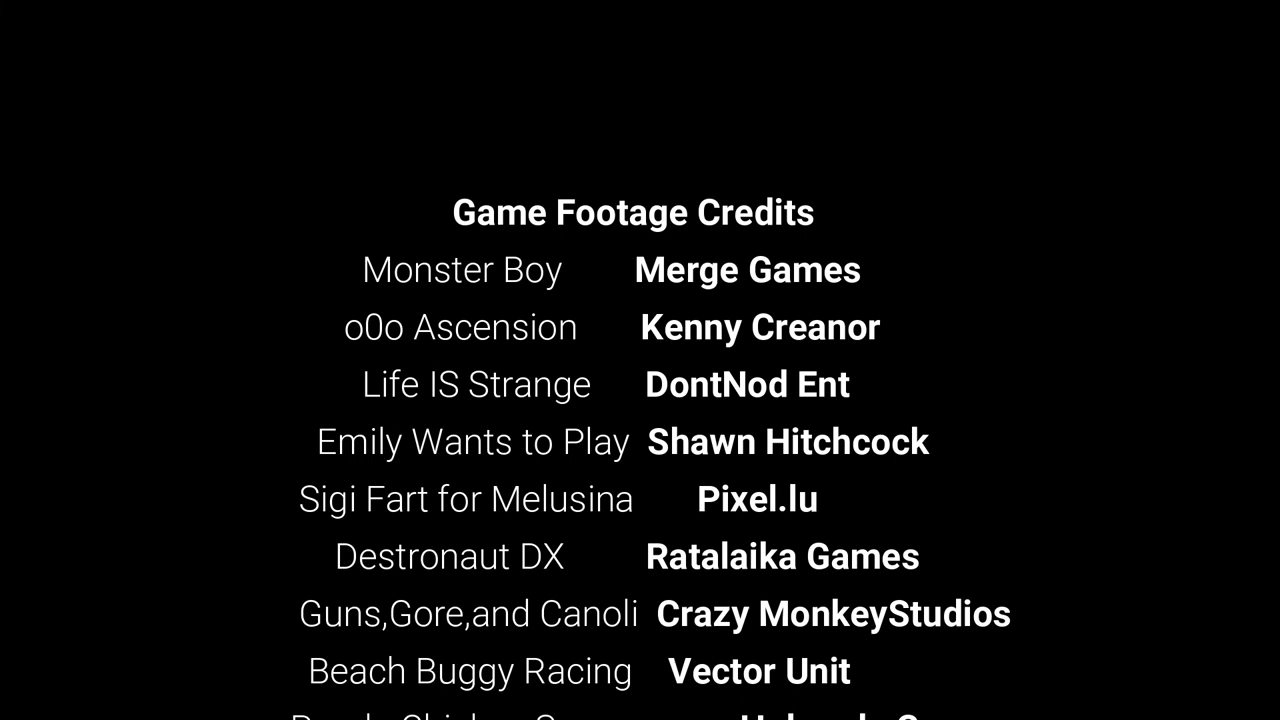 Game Footage Credits
Monster Boy Merge Games
o0o Ascension Kenny Creanor
Life IS Strange DontNod Ent
Emily Wants to Play Shawn Hitchcock
Sigi Fart for Melusina Pixel.lu
Destronaut DX Ratalaika Games
Guns,Gore,and Canoli Crazy MonkeyStudios
Beach Buggy Racing Vector Unit